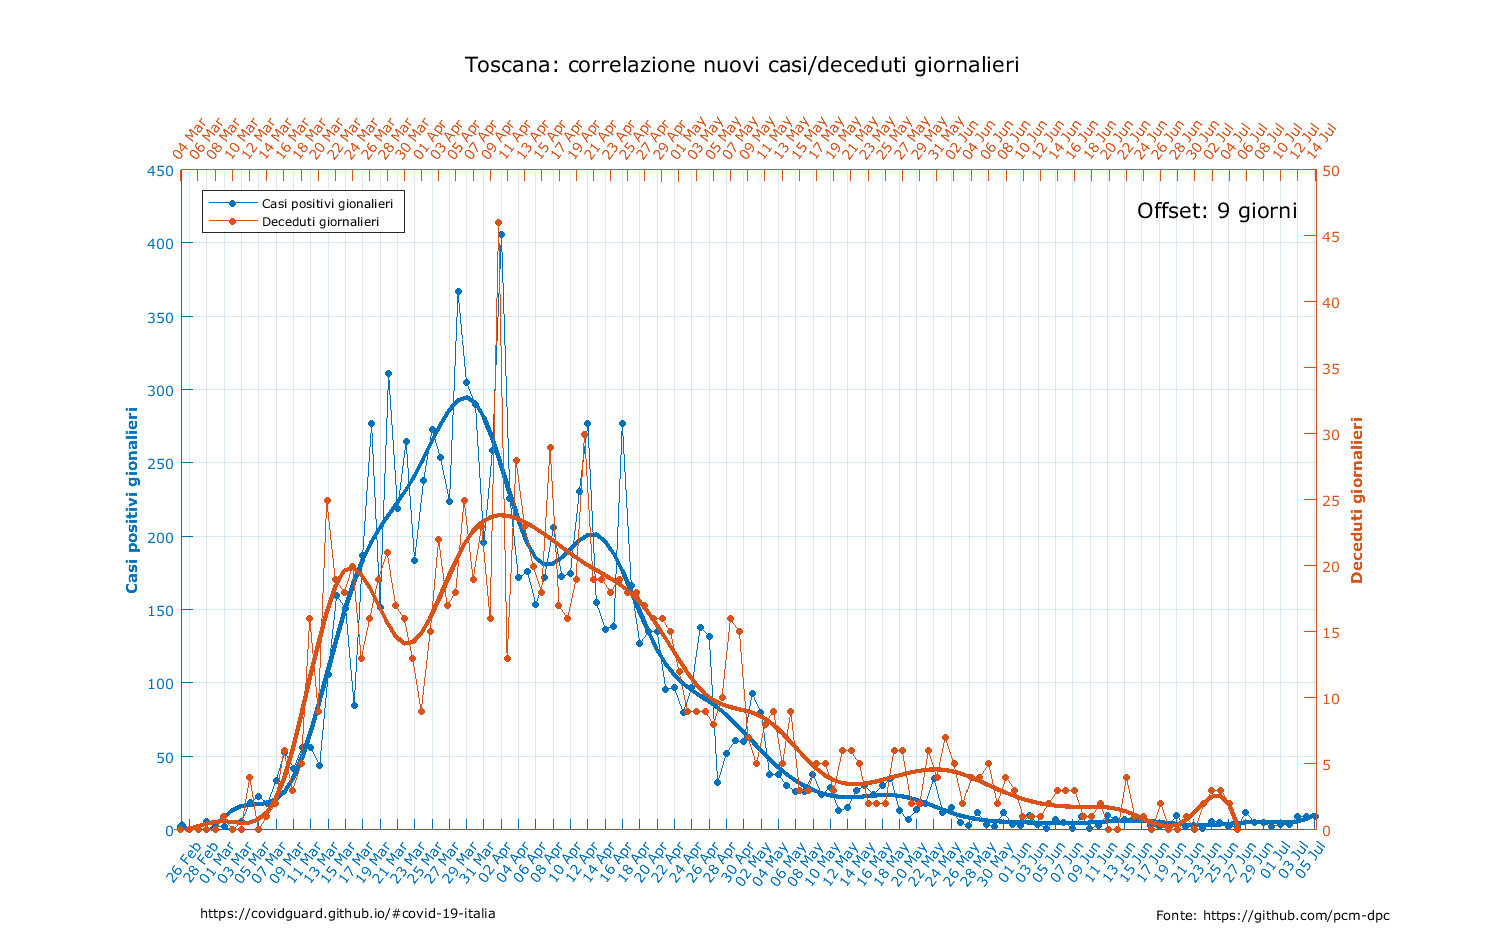 Toscana: correlazione nuovi casi/deceduti giornalieri
04 Mar
06 Mar
08 Mar
10 Mar
12 Mar
14 Mar
16 Mar
18 Mar
20 Mar
22 Mar
24 Mar
26 Mar
28 Mar
30 Mar
01 Apr
03 Apr
05 Apr
07 Apr
09 Apr
11 Apr
13 Apr
15 Apr
17 Apr
19 Apr
21 Apr
23 Apr
25 Apr
27 Apr
29 Apr
01 May
03 May
05 May
07 May
09 May
11 May
13 May
15 May
17 May
19 May
21 May
23 May
25 May
27 May
29 May
31 May
02 Jun
04 Jun
06 Jun
08 Jun
10 Jun
12 Jun
14 Jun
16 Jun
18 Jun
20 Jun
22 Jun
24 Jun
26 Jun
28 Jun
30 Jun
02 Jul
04 Jul
06 Jul
08 Jul
10 Jul
12 Jul
14 Jul
Casi positivi gionalieri
Deceduti giornalieri
Offset: 9 giorni
450
400
350
300
250
200
150
100
50
0
Casi positivi gionalieri
50
45
40
35
30
25
20
15
10
5
0
Deceduti giornalieri
26 Feb
28 Feb
01 Mar
03 Mar
05 Mar
07 Mar
09 Mar
11 Mar
13 Mar
15 Mar
17 Mar
19 Mar
21 Mar
23 Mar
25 Mar
27 Mar
29 Mar
31 Mar
02 Apr
04 Apr
06 Apr
08 Apr
10 Apr
12 Apr
14 Apr
16 Apr
18 Apr
20 Apr
22 Apr
24 Apr
26 Apr
28 Apr
30 Apr
02 May
04 May
06 May
08 May
10 May
12 May
14 May
16 May
18 May
20 May
22 May
24 May
26 May
28 May
30 May
01 Jun
03 Jun
05 Jun
07 Jun
09 Jun
11 Jun
13 Jun
15 Jun
17 Jun
19 Jun
21 Jun
23 Jun
25 Jun
27 Jun
29 Jun
01 Jul
03 Jul
05 Jul
https://covidguard.github.io/#covid-19-italia
Fonte: https://github.com/pcm-dpc